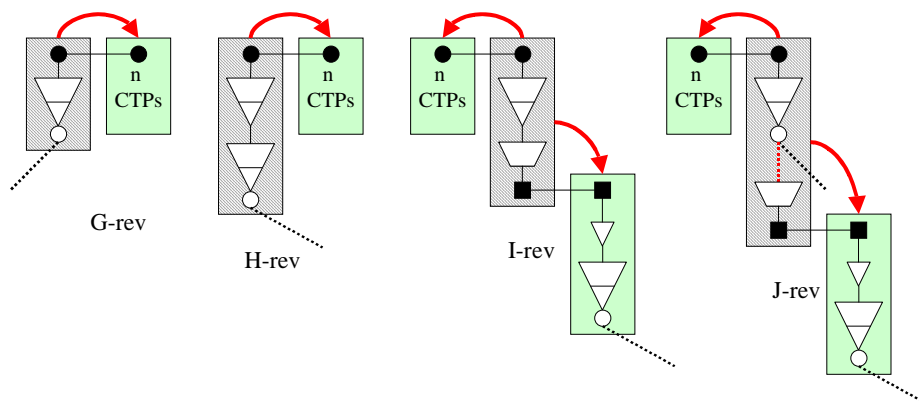 n
CTPs
n
CTPs
n
CTPs
n
CTPs
G-rev
H-rev
I-rev
J-rev